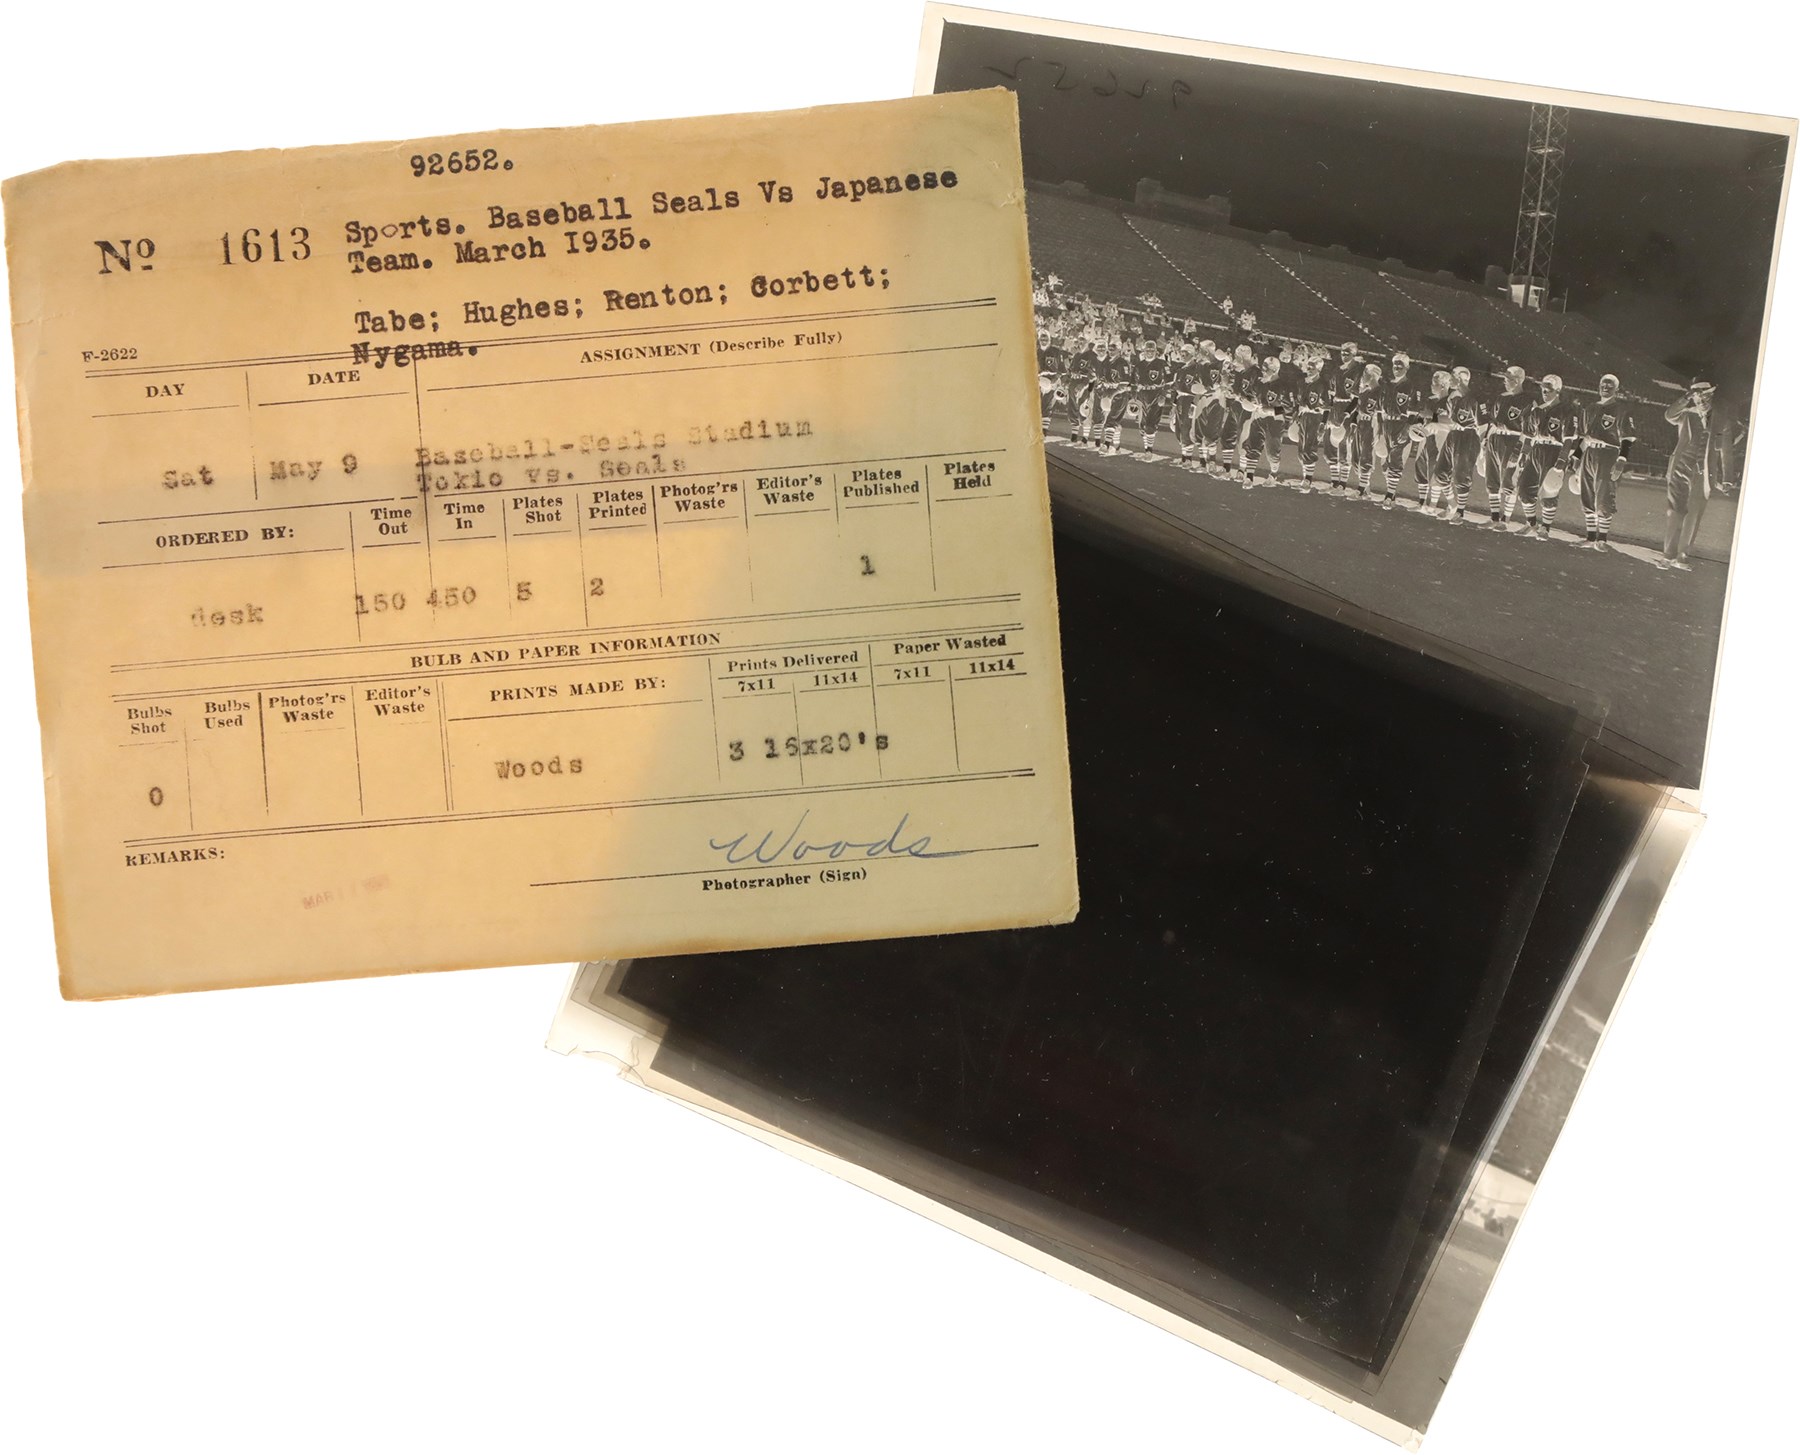 92652.
Nº 1613
Sports. Baseball Seals Vs Japanese
Team. March I935.
Tabe; Hughes; Renton; Corbett;
Nygama.
F-2622
ASSIGNMENT (Describe Fully)
DAY DATE
Baseball-Seals Stadium
Sat May 9 Tokio vs. Seals
ORDERED BY: Time Out Time In Plates Shot Plates Printed Photog'rs Waste Editor's Waste Plates Published Plates Held
desk 150 450 5 2 1
BULB AND PAPER INFORMATION
Bulbs Shot Bulbs Used Photog'rs Waste Editor's Waste PRINTS MADE BY: Prints Delivered 7x11 11x14 Paper Wasted 7x11 11x14
0 Woods 3 16x20's
REMARKS:
Woods
Photographer (Sign)
MAR
92652